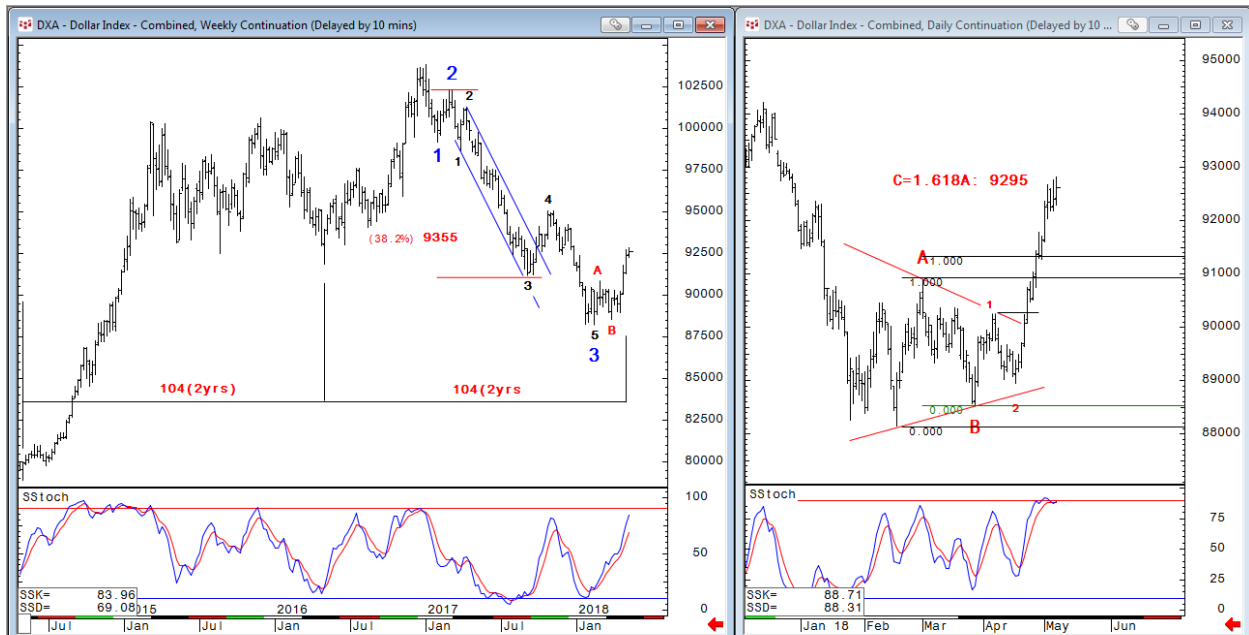 DXA - Dollar Index - Combined, Weekly Continuation (Delayed by 10 mins)
102500
100000
97500
95000
92500
90000
87500
85000
82500
80000
2
2
1
1
4
(38.2%) 9355
3
A
5
B
3
104(2yrs)
104(2yrs
SStoch
100
50
0
SSK= 83.96
SSD= 69.08
015
2016
2017
2018
Jul
Jan
Jul
Jan
Jul
Jan
Jul
Jan
DXA - Dollar Index - Combined, Daily Continuation (Delayed by 10 ...
95000
94000
93000
92000
91000
90000
89000
88000
C=1.618A: 9295
A
1.000
1.000
1
0.000
2
B
0.000
SStoch
75
50
25
0
SSK= 88.71
SSD= 88.31
Jan 18
Feb
Mar
Apr
May
Jun